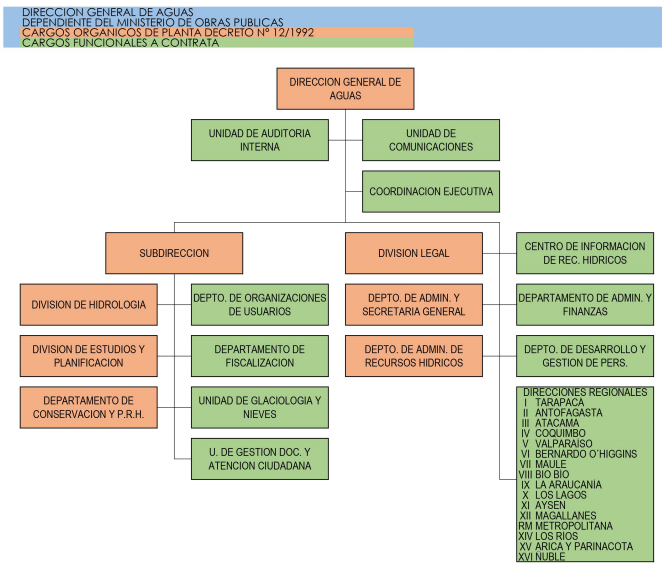 DIRECCION GENERAL DE AGUAS
DEPENDIENTE DEL MINISTERIO DE OBRAS PUBLICAS
CARGOS ORGANICOS DE PLANTA DECRETO Nº 12/1992
CARGOS FUNCIONALES A CONTRATA
DIRECCION GENERAL DE
AGUAS
UNIDAD DE AUDITORIA
INTERNA
UNIDAD DE
COMUNICACIONES
COORDINACION EJECUTIVA
SUBDIRECCION
DIVISION LEGAL
CENTRO DE INFORMACION
DE REC. HIDRICOS
DIVISION DE HIDROLOGIA
DEPTO. DE ORGANIZACIONES
DE USUARIOS
DEPTO. DE ADMIN. Y
SECRETARIA GENERAL
DEPARTAMENTO DE ADMIN. Y
FINANZAS
DIVISION DE ESTUDIOS Y
PLANIFICACION
DEPARTAMENTO DE
FISCALIZACION
DEPTO. DE ADMIN. DE
RECURSOS HIDRICOS
DEPTO. DE DESARROLLO Y
GESTION DE PERS.
DEPARTAMENTO DE
CONSERVACION Y P.R.H.
UNIDAD DE GLACIOLOGIA Y
NIEVES
U. DE GESTION DOC. Y
ATENCION CIUDADANA
DIRECCIONES REGIONALES
I TARAPACA
II ANTOFAGASTA
III ATACAMA
IV COQUIMBO
V VALPARAISO
VI BERNARDO O´HIGGINS
VII MAULE
VIII BIO BIO
IX LA ARAUCANIA
X LOS LAGOS
XI AYSEN
XII MAGALLANES
RM METROPOLITANA
XIV LOS RÍOS
XV ARICA Y PARINACOTA
XVI ÑUBLE